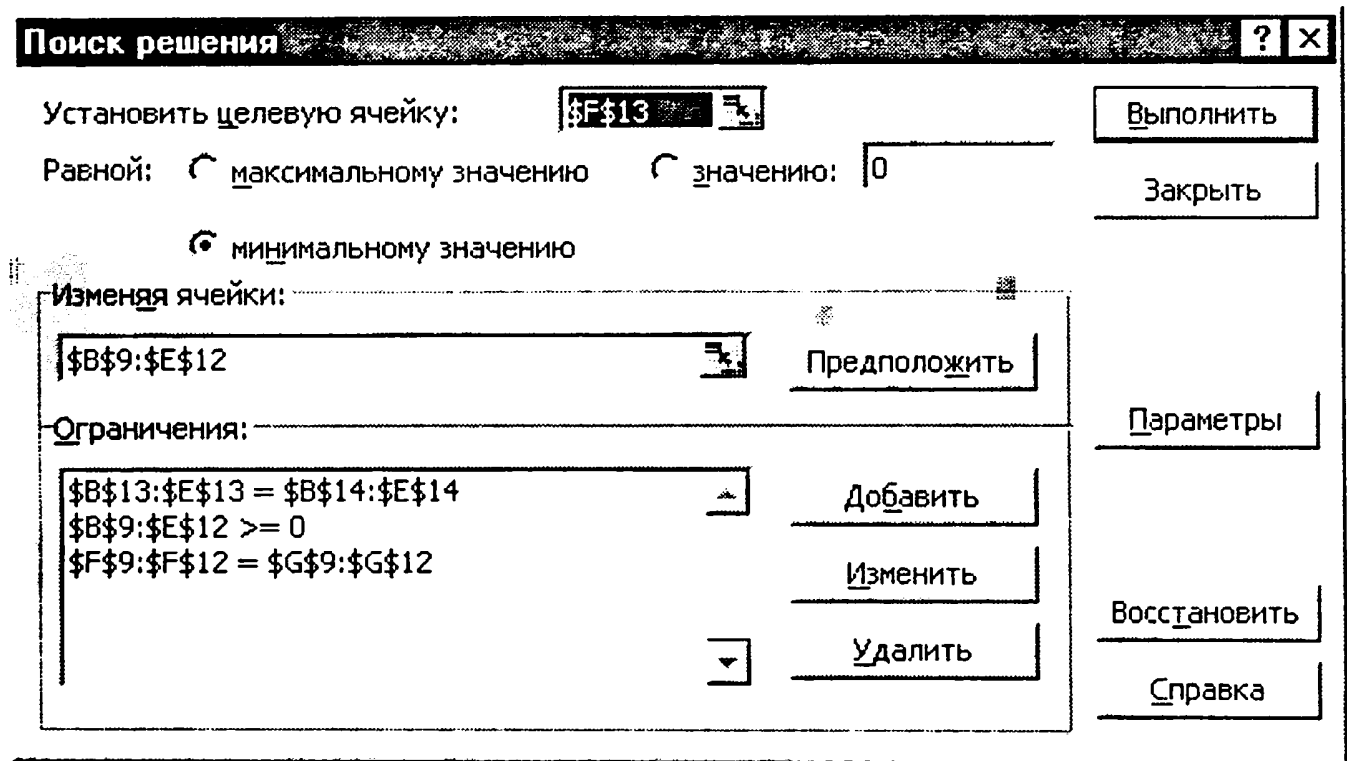 Поиск решения ? ×
Установить целевую ячейку: $F$13 Выполнить
Равной: максимальному значению значению: 0
Закрыть
минимальному значению
Изменяя ячейки:
$B$9:$E$12 Предположить
Ограничения: Параметры
$B$13:$E$13 = $B$14:$E$14 Добавить
$B$9:$E$12 >= 0
$F$9:$F$12 = $G$9:$G$12 Изменить
Восстановить
Удалить
Справка